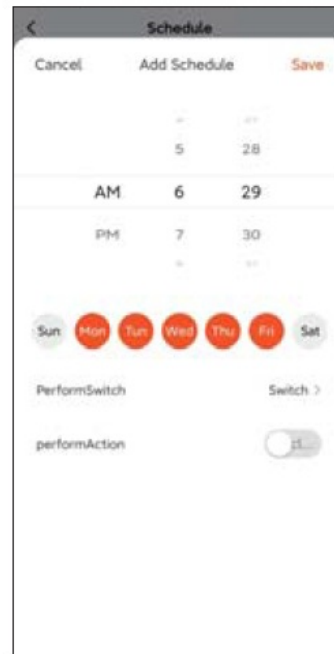 Schedule
Cancel Add Schedule Save
5 28
AM 6 29
PM 7 30
Sun Mon Tun Wed Thu Fri Sat
PerformSwitch Switch >
performAction